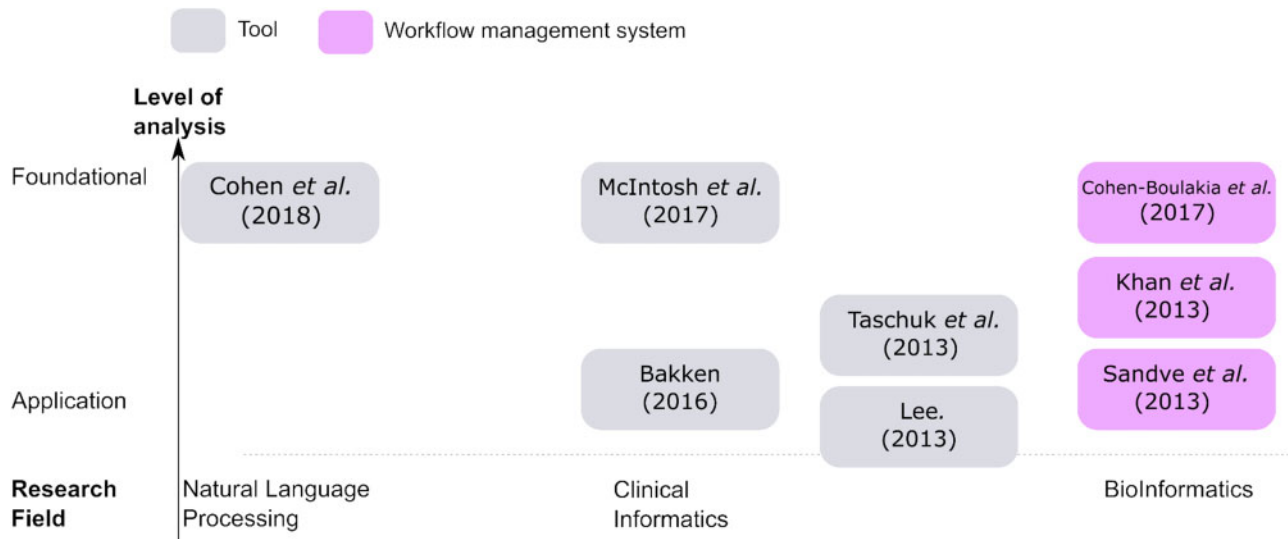 Tool
Workflow management system
Level of
analysis
Foundational
Cohen et al.
(2018)
McIntosh et al.
(2017)
Cohen-Boulakia et al.
(2017)
Khan et al.
(2013)
Taschuk et al.
(2013)
Application
Bakken
(2016)
Lee.
(2013)
Sandve et al.
(2013)
Research
Field
Natural Language
Processing
Clinical
Informatics
BioInformatics